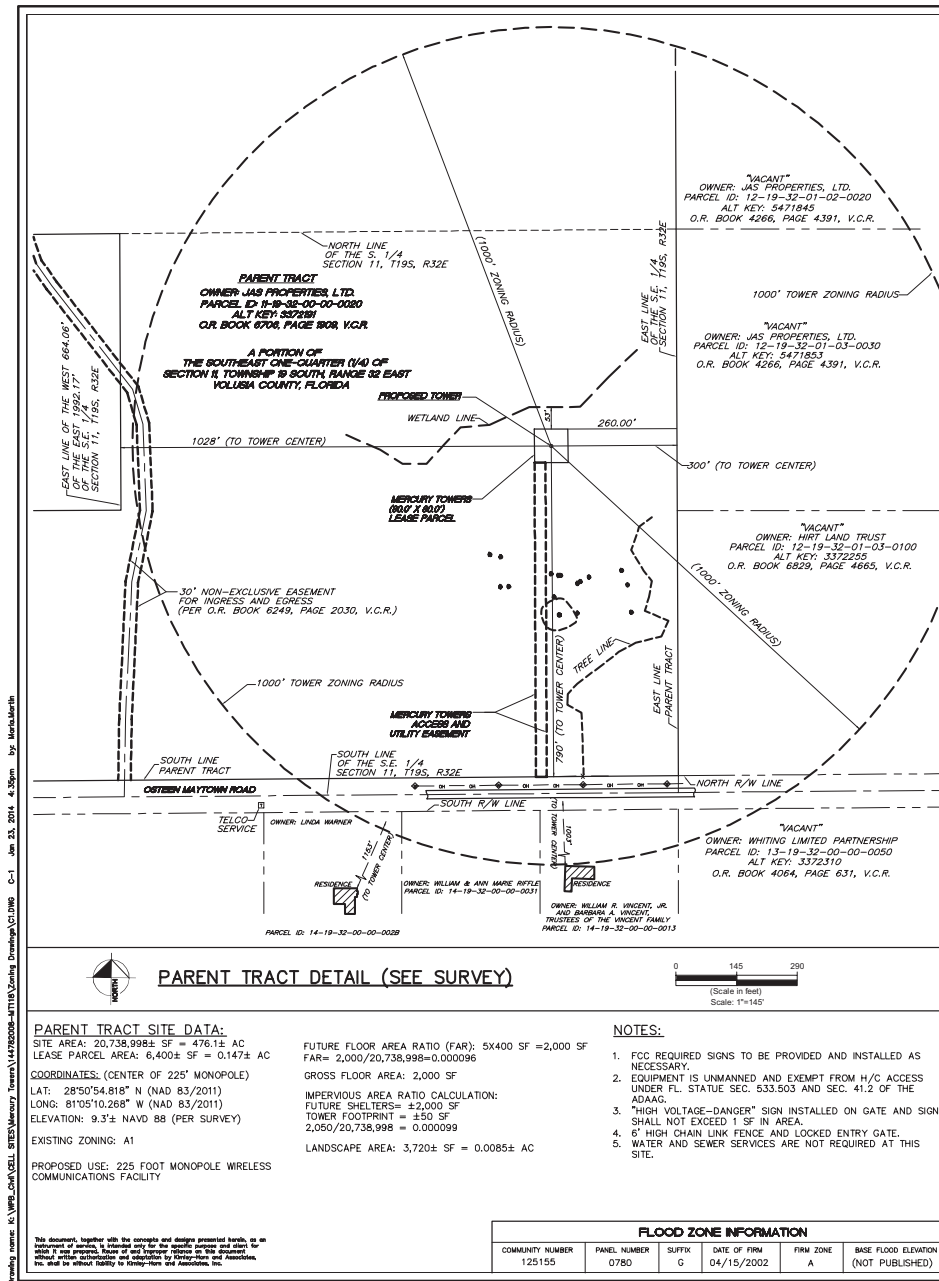 "VACANT"
OWNER: JAS PROPERTIES, LTD.
PARCEL ID: 12-19-32-01-02-0020
ALT KEY: 5471845
O.R. BOOK 4266, PAGE 4391, V.C.R.
NORTH LINE
OF THE S. 1/4
SECTION 11, T19S, R32E
(1000' ZONING RADIUS)
EAST LINE
OF THE S.E. 1/4
SECTION 11, T19S, R32E
1000' TOWER ZONING RADIUS
PARENT TRACT
OWNER: JAS PROPERTIES, LTD.
PARCEL ID: 11-19-32-00-00-0020
ALT KEY: 3372191
O.R. BOOK 6706, PAGE 1909, V.C.R.
A PORTION OF
THE SOUTHEAST ONE-QUARTER (1/4) OF
SECTION 11, TOWNSHIP 19 SOUTH, RANGE 32 EAST
VOLUSIA COUNTY, FLORIDA
"VACANT"
OWNER: JAS PROPERTIES, LTD.
PARCEL ID: 12-19-32-01-03-0030
ALT KEY: 5471853
O.R. BOOK 4266, PAGE 4391, V.C.R.
EAST LINE OF THE WEST 664.06'
OF THE EAST 1992.17'
OF THE S.E. 1/4
SECTION 11, T19S, R32E
PROPOSED TOWER
WETLAND LINE
53'
260.00'
1028' (TO TOWER CENTER)
300' (TO TOWER CENTER)
MERCURY TOWERS
(80.0' X 80.0')
LEASE PARCEL
"VACANT"
OWNER: HIRT LAND TRUST
PARCEL ID: 12-19-32-01-03-0100
ALT KEY: 3372255
O.R. BOOK 6829, PAGE 4665, V.C.R.
30' NON-EXCLUSIVE EASEMENT
FOR INGRESS AND EGRESS
(PER O.R. BOOK 6249, PAGE 2030, V.C.R.)
(1000' ZONING RADIUS)
TREE LINE
790' (TO TOWER CENTER)
EAST LINE
PARENT TRACT
1000' TOWER ZONING RADIUS
MERCURY TOWERS
ACCESS AND
UTILITY EASEMENT
SOUTH LINE
PARENT TRACT
SOUTH LINE
OF THE S.E. 1/4
SECTION 11, T19S, R32E
OSTEEN MAYTOWN ROAD
OH OH OH OH OH
NORTH R/W LINE
SOUTH R/W LINE
TELCO
SERVICE
T
OWNER: LINDA WARNER
1153'
(TO TOWER CENTER)
1003'
(TO TOWER CENTER)
"VACANT"
OWNER: WHITING LIMITED PARTNERSHIP
PARCEL ID: 13-19-32-00-00-0050
ALT KEY: 3372310
O.R. BOOK 4064, PAGE 631, V.C.R.
RESIDENCE
OWNER: WILLIAM & ANN MARIE RIFFLE
PARCEL ID: 14-19-32-00-00-0031
RESIDENCE
OWNER: WILLIAM R. VINCENT, JR.
AND BARBARA A. VINCENT,
TRUSTEES OF THE VINCENT FAMILY
PARCEL ID: 14-19-32-00-00-0013
PARCEL ID: 14-19-32-00-00-002B
NORTH
PARENT TRACT DETAIL (SEE SURVEY)
0 145 290
(Scale in feet)
Scale: 1"=145'
PARENT TRACT SITE DATA:
SITE AREA: 20,738,998± SF = 476.1± AC
LEASE PARCEL AREA: 6,400± SF = 0.147± AC
COORDINATES: (CENTER OF 225' MONOPOLE)
LAT: 28°50'54.818" N (NAD 83/2011)
LONG: 81°05'10.268" W (NAD 83/2011)
ELEVATION: 9.3'± NAVD 88 (PER SURVEY)
EXISTING ZONING: A1
PROPOSED USE: 225 FOOT MONOPOLE WIRELESS
COMMUNICATIONS FACILITY
FUTURE FLOOR AREA RATIO (FAR): 5X400 SF =2,000 SF
FAR= 2,000/20,738,998=0.000096
GROSS FLOOR AREA: 2,000 SF
IMPERVIOUS AREA RATIO CALCULATION:
FUTURE SHELTERS= ±2,000 SF
TOWER FOOTPRINT = ±50 SF
2,050/20,738,998 = 0.000099
LANDSCAPE AREA: 3,720± SF = 0.0085± AC
NOTES:
1. FCC REQUIRED SIGNS TO BE PROVIDED AND INSTALLED AS
NECESSARY.
2. EQUIPMENT IS UNMANNED AND EXEMPT FROM H/C ACCESS
UNDER FL. STATUE SEC. 533.503 AND SEC. 41.2 OF THE
ADAAG.
3. "HIGH VOLTAGE-DANGER" SIGN INSTALLED ON GATE AND SIGN
SHALL NOT EXCEED 1 SF IN AREA.
4. 6' HIGH CHAIN LINK FENCE AND LOCKED ENTRY GATE.
5. WATER AND SEWER SERVICES ARE NOT REQUIRED AT THIS
SITE.
This document, together with the concepts and designs presented herein, as an
instrument of service, is intended only for the specific purpose and client for
which it was prepared. Reuse of and improper reliance on this document
without written authorization and adaptation by Kimley-Horn and Associates,
Inc. shall be without liability to Kimley-Horn and Associates, Inc.
FLOOD ZONE INFORMATION
COMMUNITY NUMBER PANEL NUMBER SUFFIX DATE OF FIRM FIRM ZONE BASE FLOOD ELEVATION
125155 0780 G 04/15/2002 A (NOT PUBLISHED)
rawing name: K:\WPB_Civil\CELL SITES\Mercury Towers\144782008-MT118\Zoning Drawings\C1.DWG C-1 Jan 23, 2014 4:35pm by: Maria.Martin